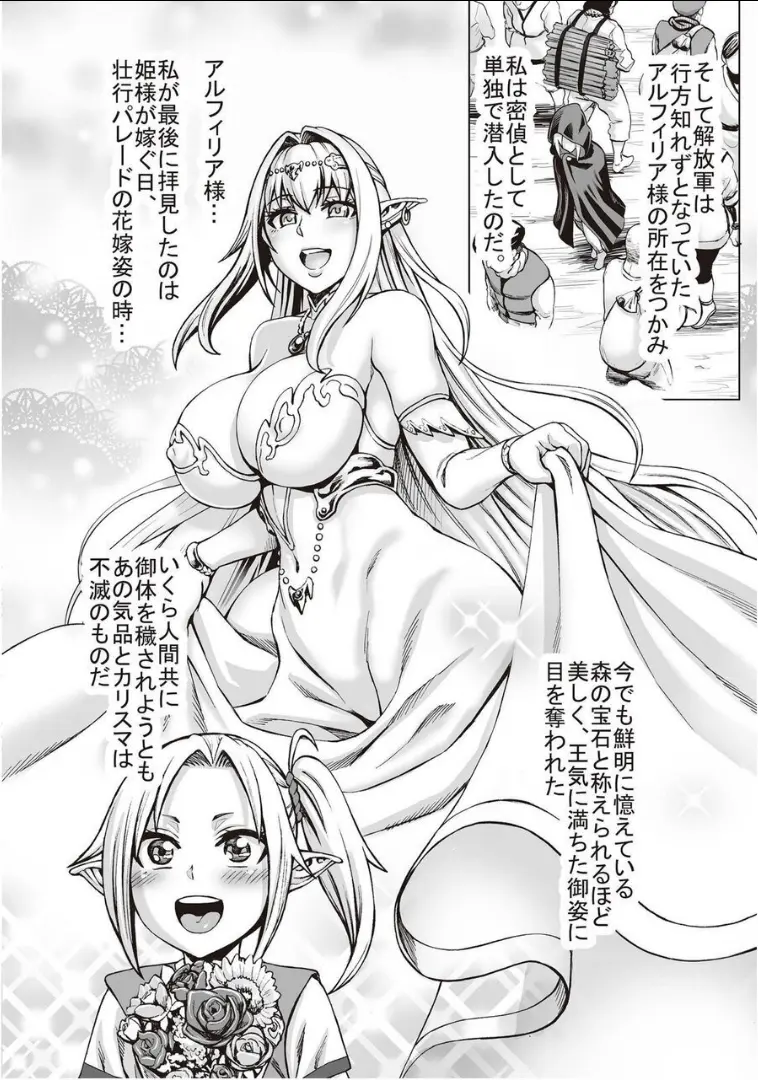 そして解放軍は
行方知れずとなっていた
アルフィリア様の所在をつかみ
私は密偵として
単独で潜入したのだ。
アルフィリア様…
私が最後に拝見したのは
姫様が嫁ぐ日、
壮行パレードの花嫁姿の時…
今でも鮮明に憶えている
森の宝石と称えられるほど
美しく、王気に満ちた御姿に
目を奪われた
いくら人間共に
御体を穢されようとも
あの気品とカリスマは
不滅のものだ